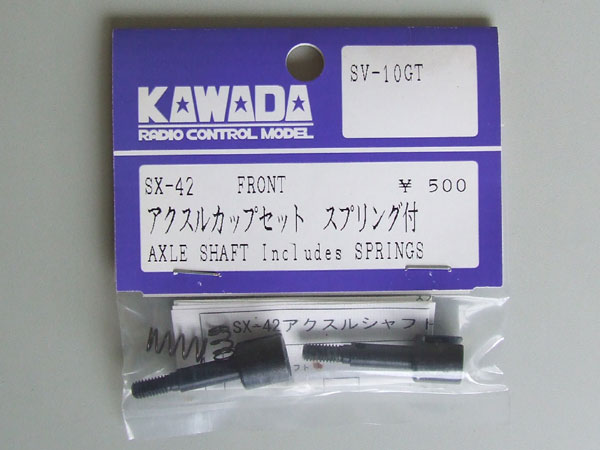 KAWADA
RADIO CONTROL MODEL
SV-10GT
SX-42 FRONT ¥ 500
アクスルカップセット スプリング付
AXLE SHAFT Includes SPRINGS
SX-42アクスルシャフト
フト